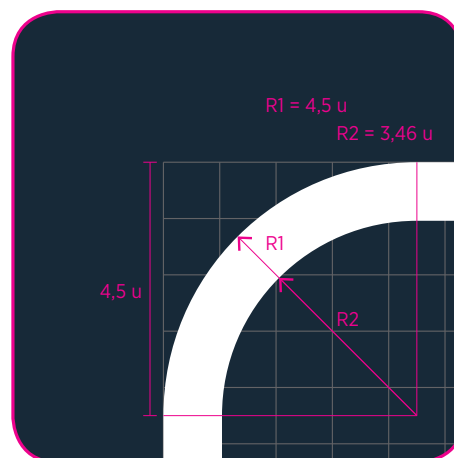 R1 = 4,5 u
R2 = 3,46 u
R1
4,5 u
R2